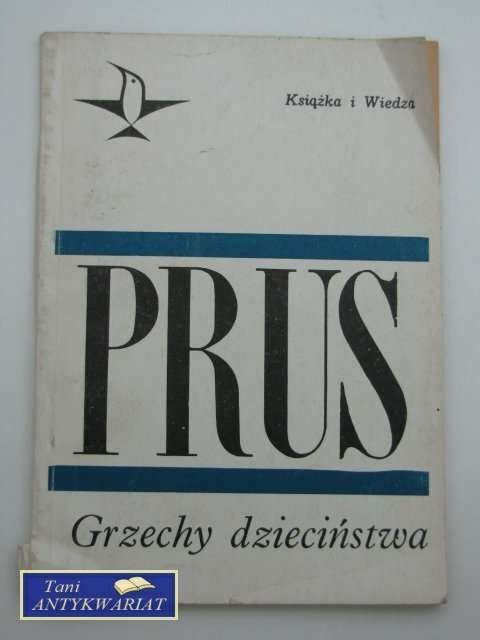 Książka i Wiedza
PRUS
Grzechy dzieciństwa
Tani
ANTYKWARIAT